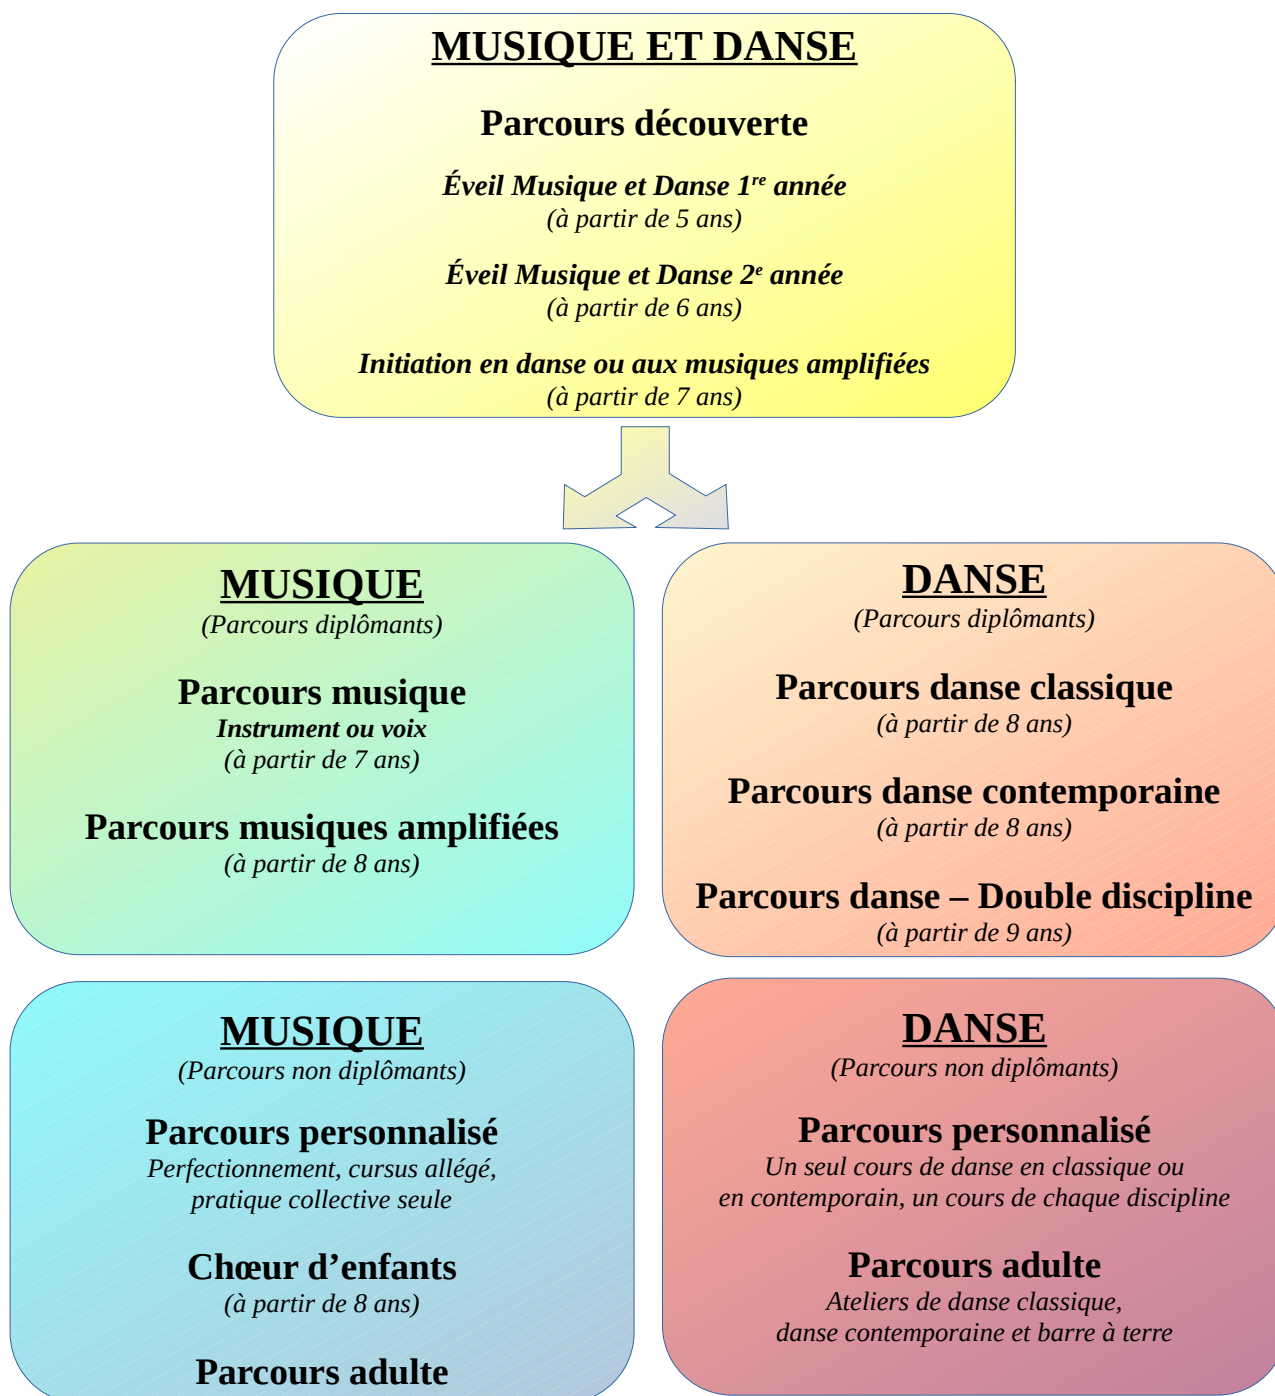 MUSIQUE ET DANSE
Parcours découverte
Éveil Musique et Danse 1re année
(à partir de 5 ans)
Éveil Musique et Danse 2e année
(à partir de 6 ans)
Initiation en danse ou aux musiques amplifiées
(à partir de 7 ans)
MUSIQUE
(Parcours diplômants)
Parcours musique
Instrument ou voix
(à partir de 7 ans)
Parcours musiques amplifiées
(à partir de 8 ans)
DANSE
(Parcours diplômants)
Parcours danse classique
(à partir de 8 ans)
Parcours danse contemporaine
(à partir de 8 ans)
Parcours danse – Double discipline
(à partir de 9 ans)
MUSIQUE
(Parcours non diplômants)
Parcours personnalisé
Perfectionnement, cursus allégé,
pratique collective seule
Chœur d’enfants
(à partir de 8 ans)
Parcours adulte
DANSE
(Parcours non diplômants)
Parcours personnalisé
Un seul cours de danse en classique ou
en contemporain, un cours de chaque discipline
Parcours adulte
Ateliers de danse classique,
danse contemporaine et barre à terre